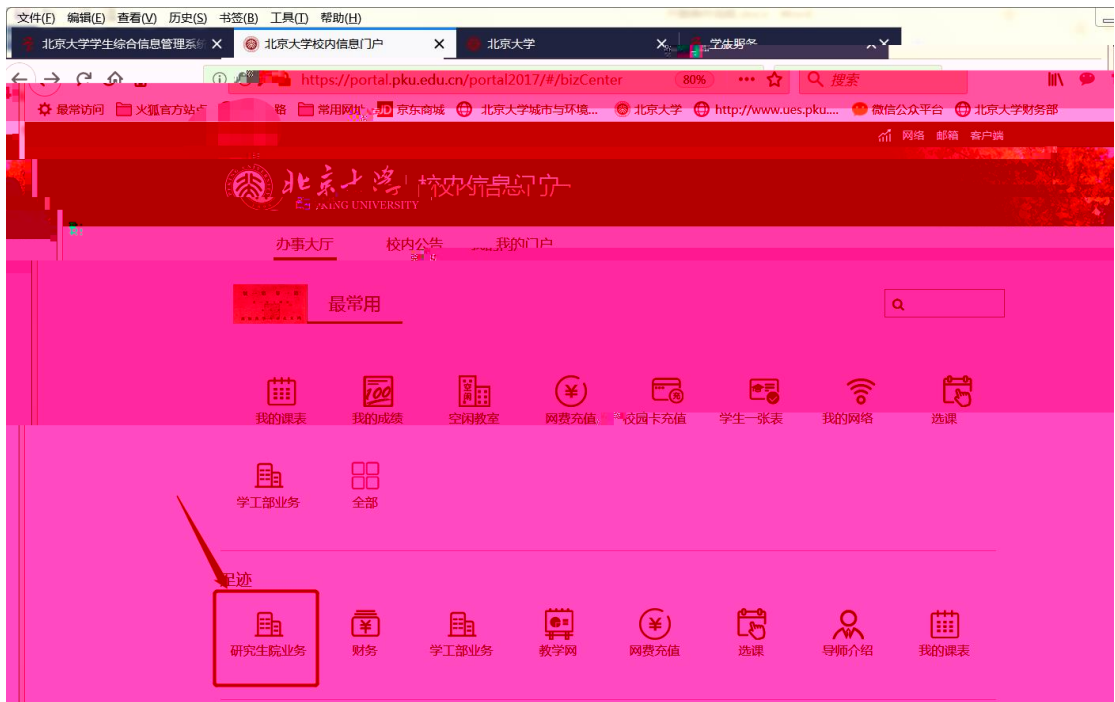 文件(F) 编辑(E) 查看(V) 历史(S) 书签(B) 工具(T) 帮助(H)
北京大学学生综合信息管理系统 × 北京大学校内信息门户 × 北京大学 ×
https://portal.pku.edu.cn/portal2017/#/bizCenter 80% 搜索
最常访问 火狐官方站点 常用网址 JD 京东商城 北京大学城市与环境... 北京大学 http://www.ues.pku.... 微信公众平台 北京大学财务部
网络 邮箱 客户端
北京大学 校内信息门户
UNIVERSITY
办事大厅 校内公告 我的门户
最常用
我的课表 我的成绩 空闲教室 网费充值 校园卡充值 学生一张表 我的网络 选课
学工部业务 全部
足迹
研究生院业务 财务 学工部业务 教学网 网费充值 选课 导师介绍 我的课表